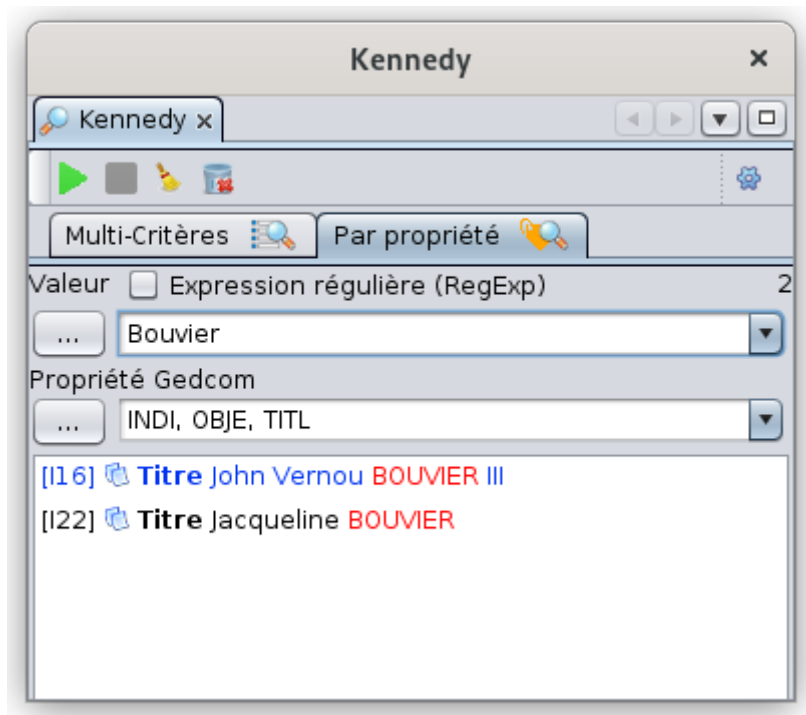 Kennedy
Kennedy
Multi-Critères Par propriété
Valeur Expression régulière (RegExp) 2
... Bouvier
Propriété Gedcom
... INDI, OBJE, TITL
[I16] Titre John Vernou BOUVIER III
[I22] Titre Jacqueline BOUVIER